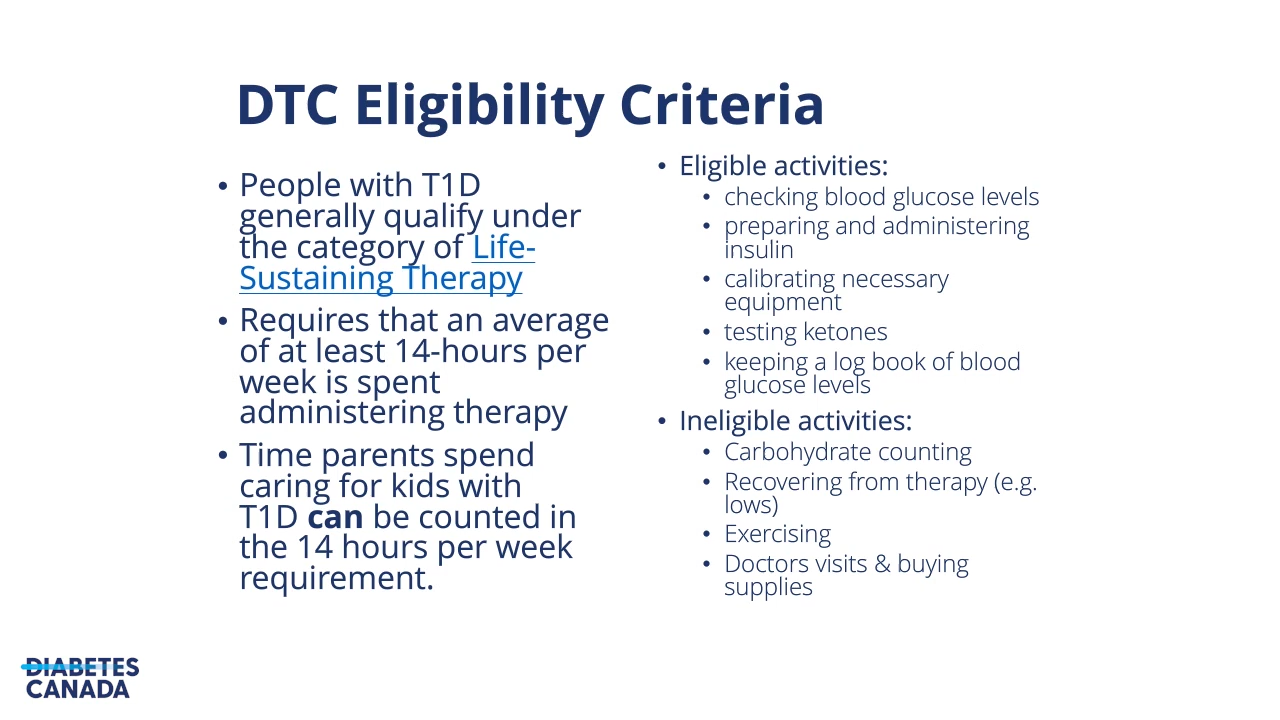 DTC Eligibility Criteria
• People with T1D
generally qualify under
the category of Life-
Sustaining Therapy
• Requires that an average
of at least 14-hours per
week is spent
administering therapy
• Time parents spend
caring for kids with
T1D can be counted in
the 14 hours per week
requirement.
• Eligible activities:
• checking blood glucose levels
• preparing and administering
insulin
• calibrating necessary
equipment
• testing ketones
• keeping a log book of blood
glucose levels
• Ineligible activities:
• Carbohydrate counting
• Recovering from therapy (e.g.
lows)
• Exercising
• Doctors visits & buying
supplies
DIABETES
CANADA